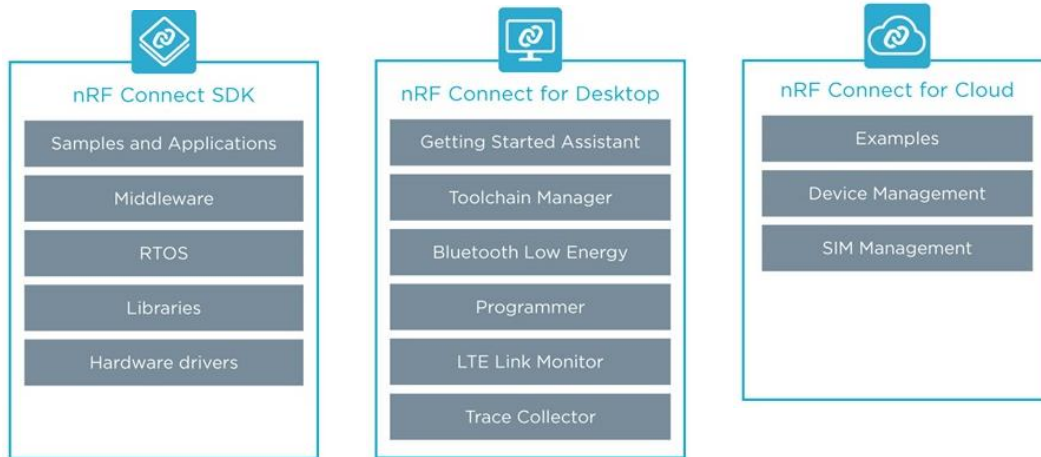 nRF Connect SDK
Samples and Applications
Middleware
RTOS
Libraries
Hardware drivers
nRF Connect for Desktop
Getting Started Assistant
Toolchain Manager
Bluetooth Low Energy
Programmer
LTE Link Monitor
Trace Collector
nRF Connect for Cloud
Examples
Device Management
SIM Management